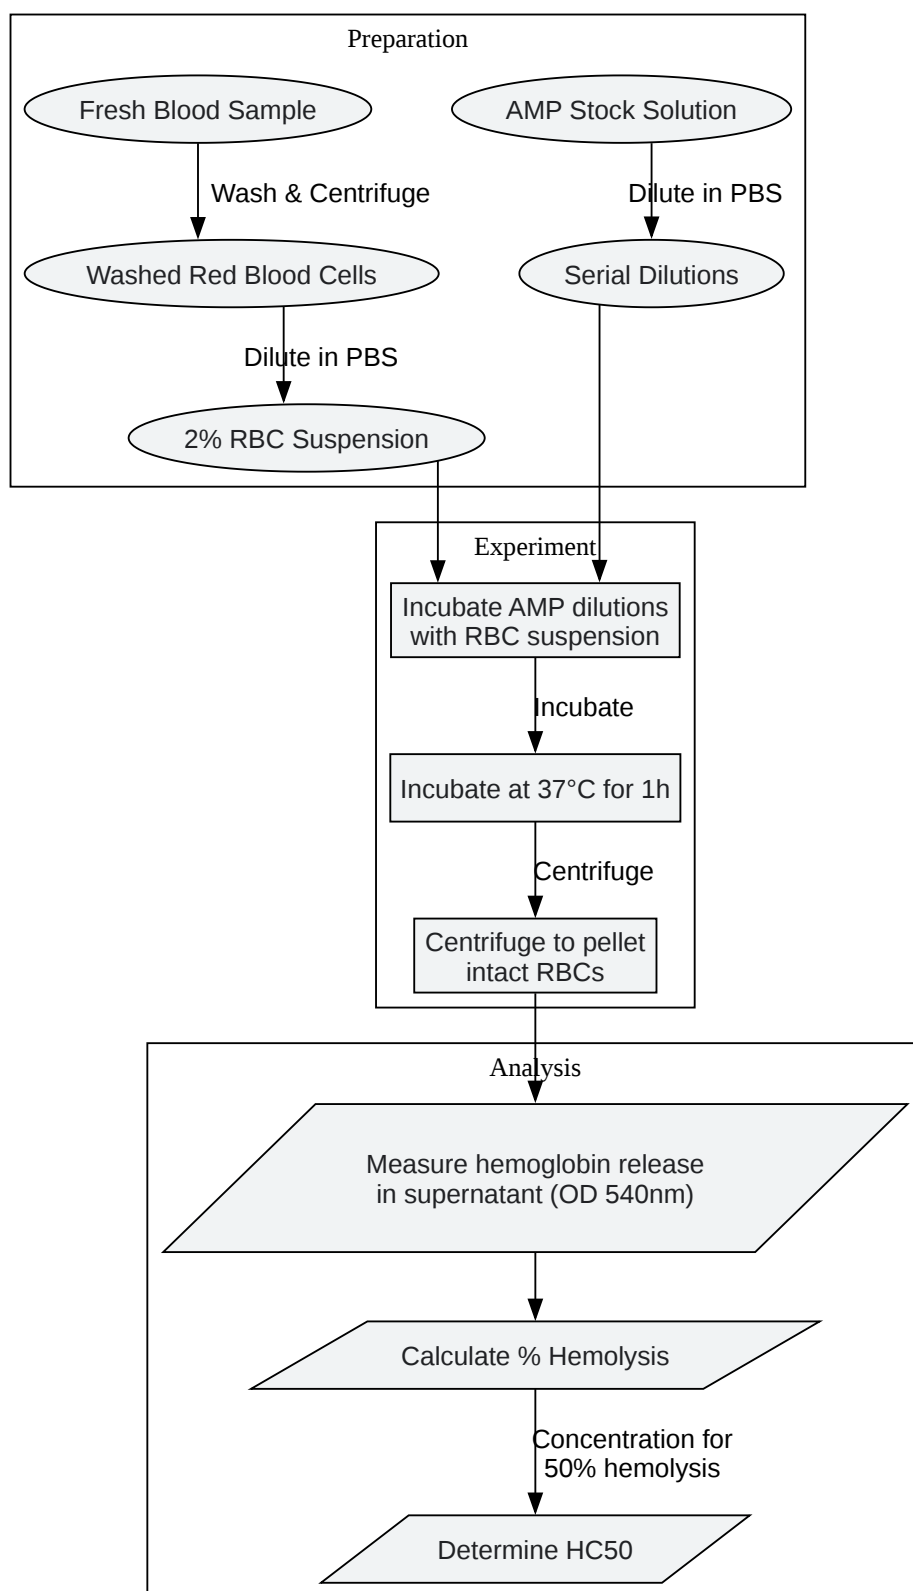 Preparation
Fresh Blood Sample
AMP Stock Solution
Wash & Centrifuge
Dilute in PBS
Washed Red Blood Cells
Serial Dilutions
Dilute in PBS
2% RBC Suspension
Experiment
Incubate AMP dilutions
with RBC suspension
Incubate
Incubate at 37°C for 1h
Centrifuge
Centrifuge to pellet
intact RBCs
Analysis
Measure hemoglobin release
in supernatant (OD 540nm)
Calculate % Hemolysis
Concentration for
50% hemolysis
Determine HC50